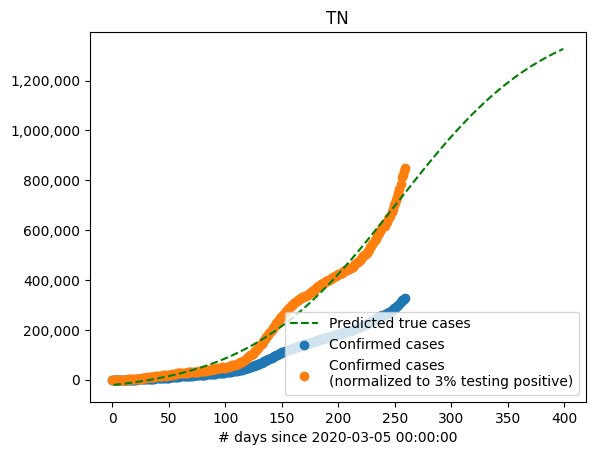 TN
1,200,000
1,000,000
800,000
600,000
400,000
200,000
0
Predicted true cases
Confirmed cases
Confirmed cases
(normalized to 3% testing positive)
0 50 100 150 200 250 300 350 400
# days since 2020-03-05 00:00:00